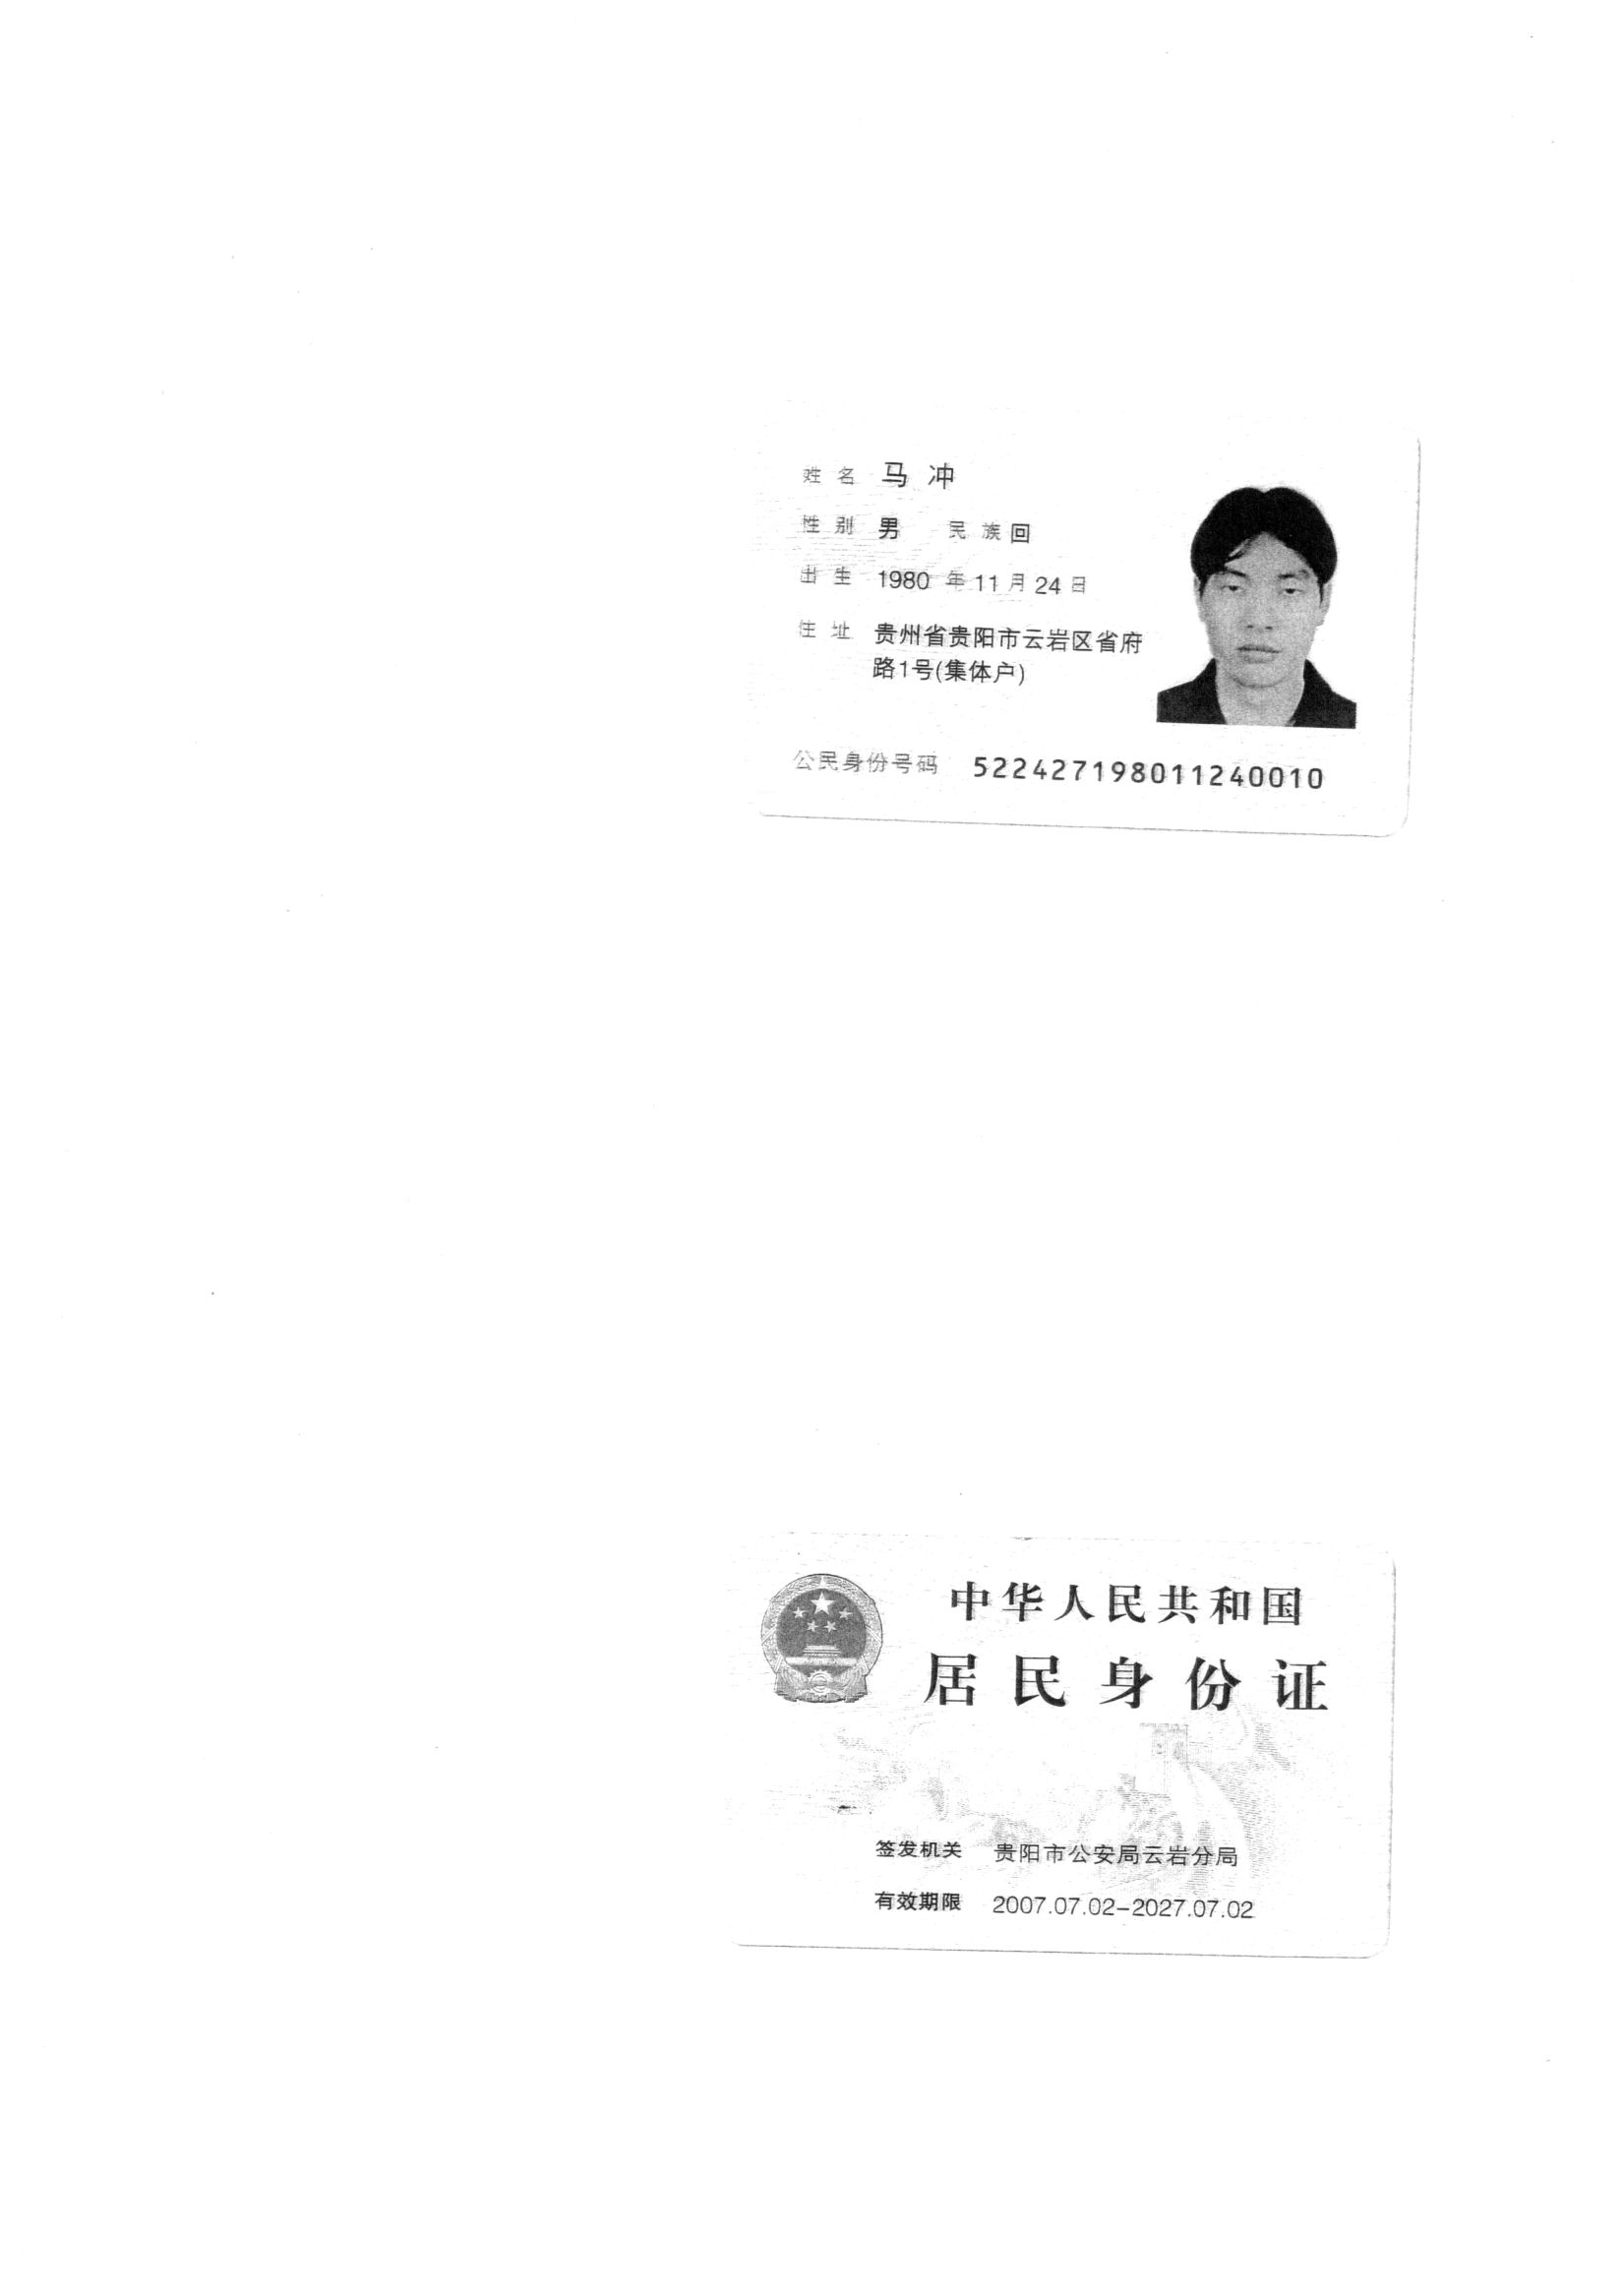 姓名 马冲
性别 男 民族 回
出生 1980 年 11 月 24 日
住址 贵州省贵阳市云岩区省府
路1号(集体户)
公民身份号码 522427198011240010
中华人民共和国
居民身份证
签发机关 贵阳市公安局云岩分局
有效期限 2007.07.02-2027.07.02